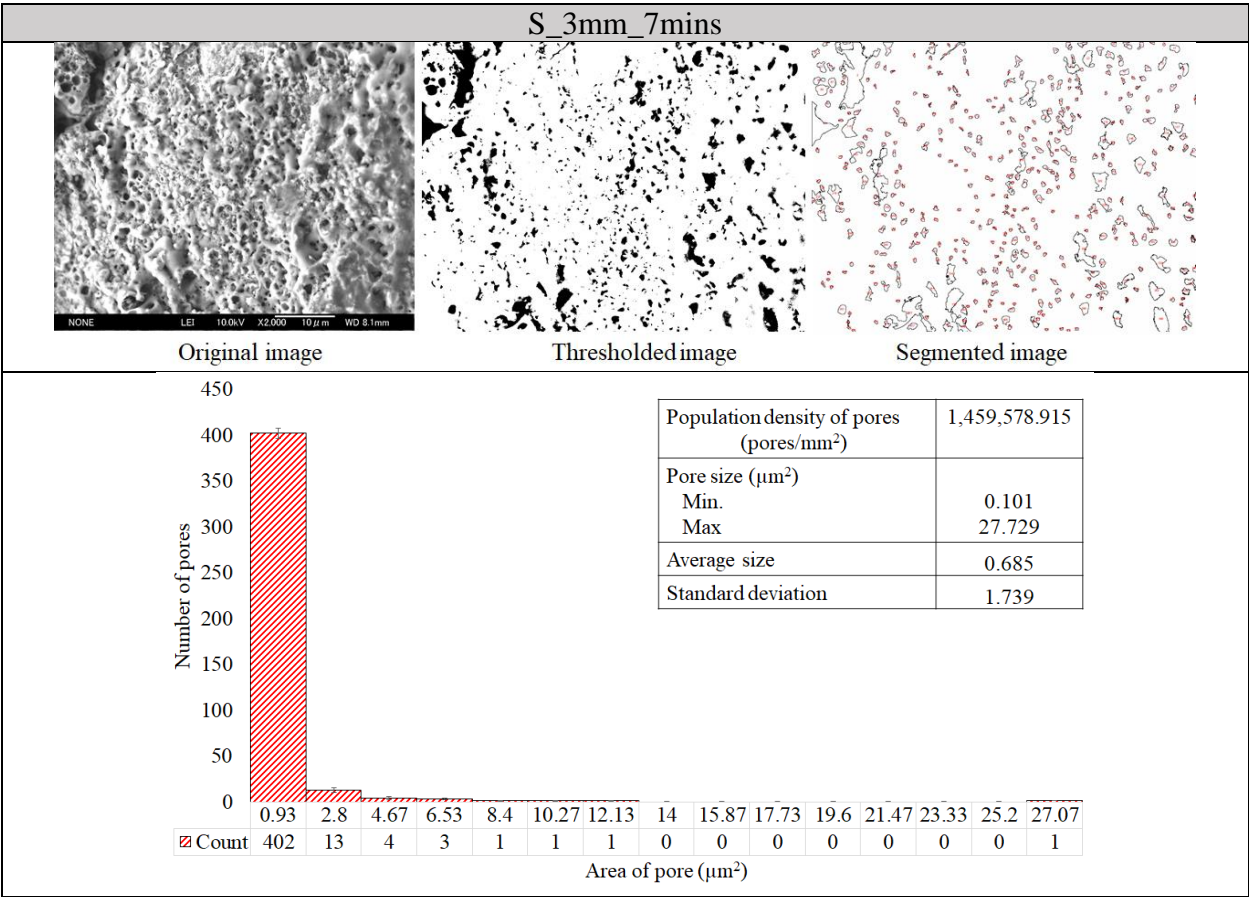 S_3mm_7mins
NONE LEI 10.0kV X2,000 10μm WD 8.1mm
Original image Thresholded image Segmented image
Population density of pores 1,459,578.915
(pores/mm²)
Pore size (µm²)
Min. 0.101
Max 27.729
Average size 0.685
Standard deviation 1.739
Number of pores
450
400
350
300
250
200
150
100
50
0
0.93 2.8 4.67 6.53 8.4 10.27 12.13 14 15.87 17.73 19.6 21.47 23.33 25.2 27.07
Count 402 13 4 3 1 1 1 0 0 0 0 0 0 0 1
Area of pore (µm²)